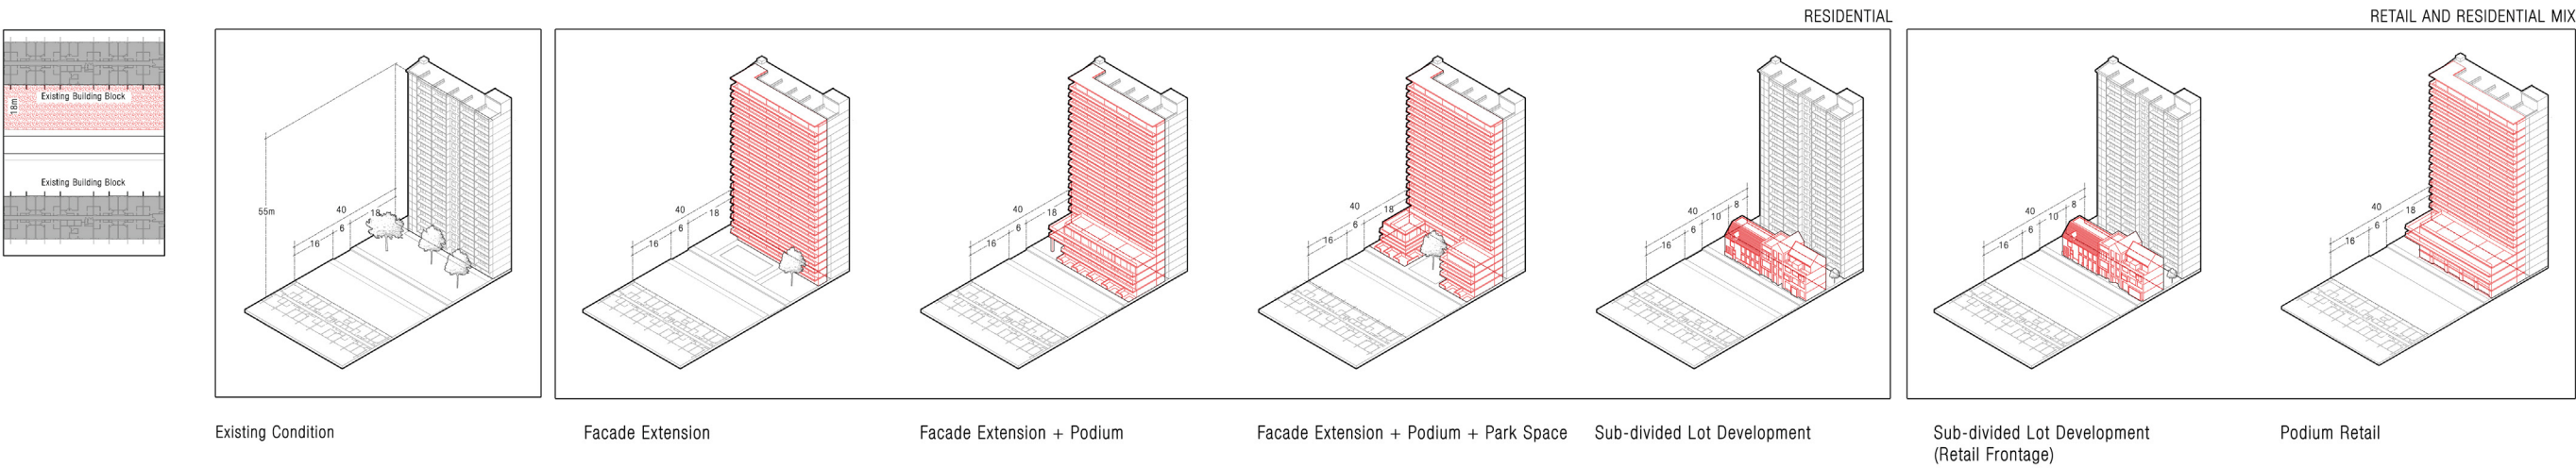 RESIDENTIAL
RETAIL AND RESIDENTIAL MIX
Existing Building Block
18m
Existing Building Block
55m
16
6
40
18
16
6
40
18
16
6
40
18
16
6
40
18
16
6
40
10
8
16
6
40
10
8
16
6
40
18
Existing Condition
Facade Extension
Facade Extension + Podium
Facade Extension + Podium + Park Space
Sub-divided Lot Development
Sub-divided Lot Development
(Retail Frontage)
Podium Retail